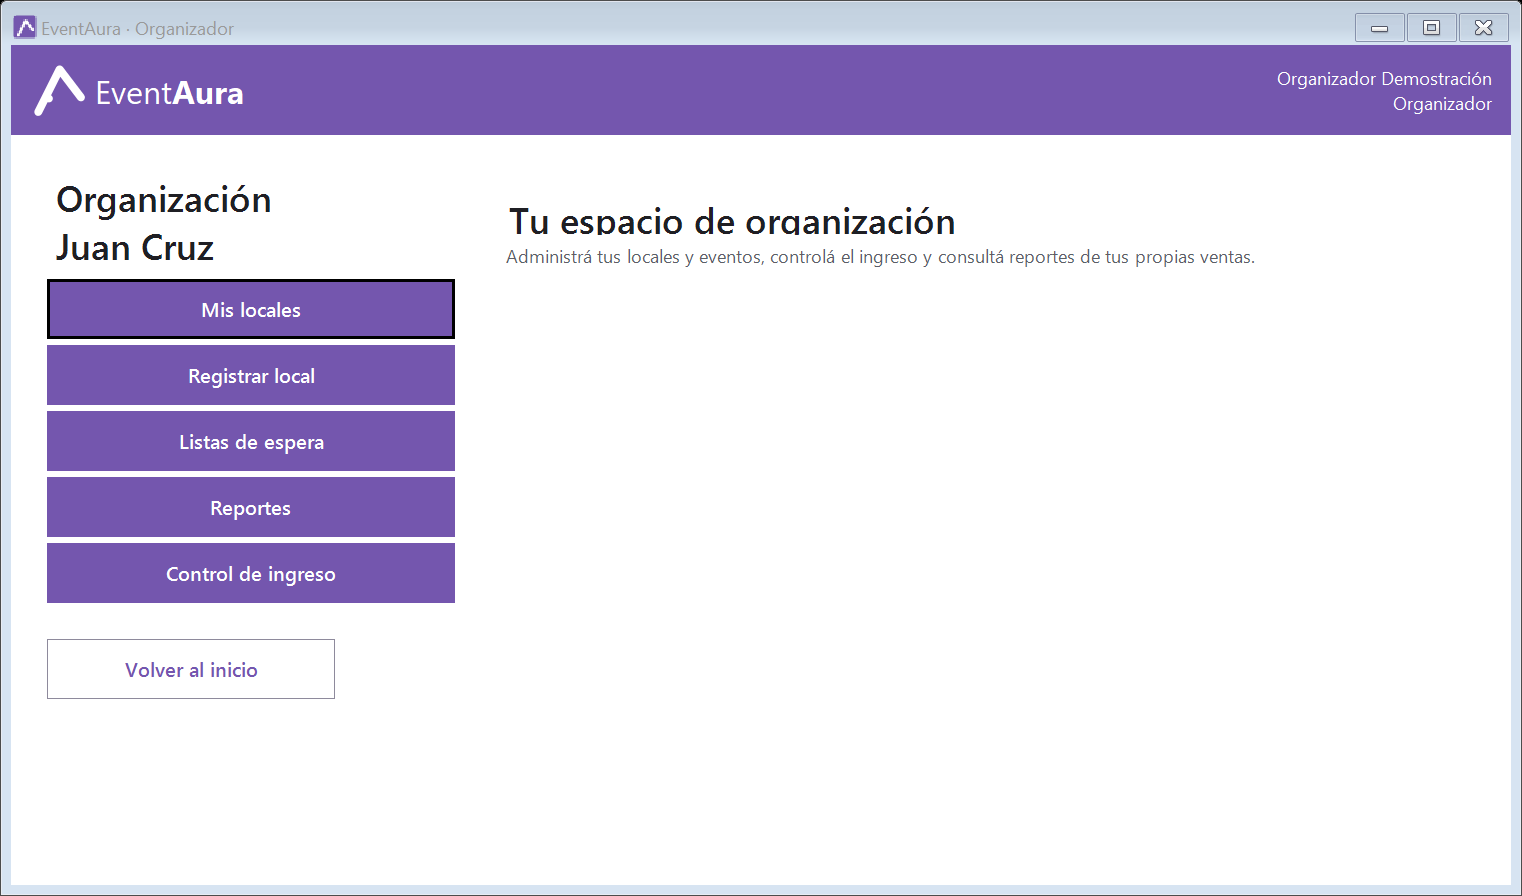 EventAura · Organizador
EventAura
Organizador Demostración
Organizador
Organización
Juan Cruz
Mis locales
Registrar local
Listas de espera
Reportes
Control de ingreso
Volver al inicio
Tu espacio de organización
Administrá tus locales y eventos, controlá el ingreso y consultá reportes de tus propias ventas.